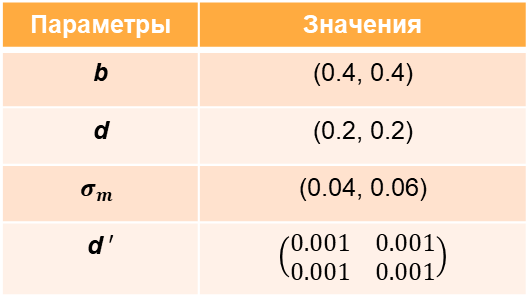 Параметры Значения
b (0.4, 0.4)
d (0.2, 0.2)
σₘ (0.04, 0.06)
d ′ (0.001 0.001
0.001 0.001)